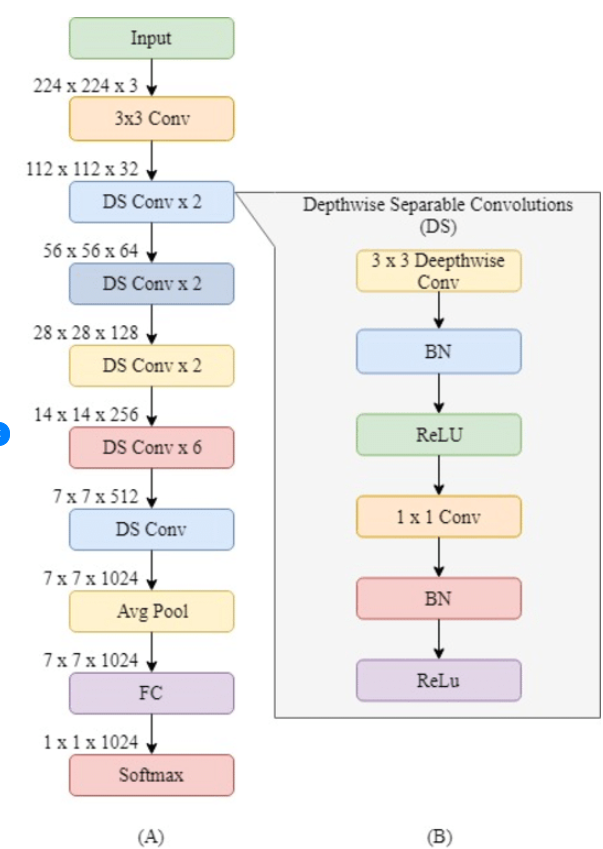 Input
224 x 224 x 3
3x3 Conv
112 x 112 x 32
DS Conv x 2
56 x 56 x 64
DS Conv x 2
28 x 28 x 128
DS Conv x 2
14 x 14 x 256
DS Conv x 6
7 x 7 x 512
DS Conv
7 x 7 x 1024
Avg Pool
7 x 7 x 1024
FC
1 x 1 x 1024
Softmax
(A)
Depthwise Separable Convolutions
(DS)
3 x 3 Deepthwise
Conv
BN
ReLU
1 x 1 Conv
BN
ReLu
(B)